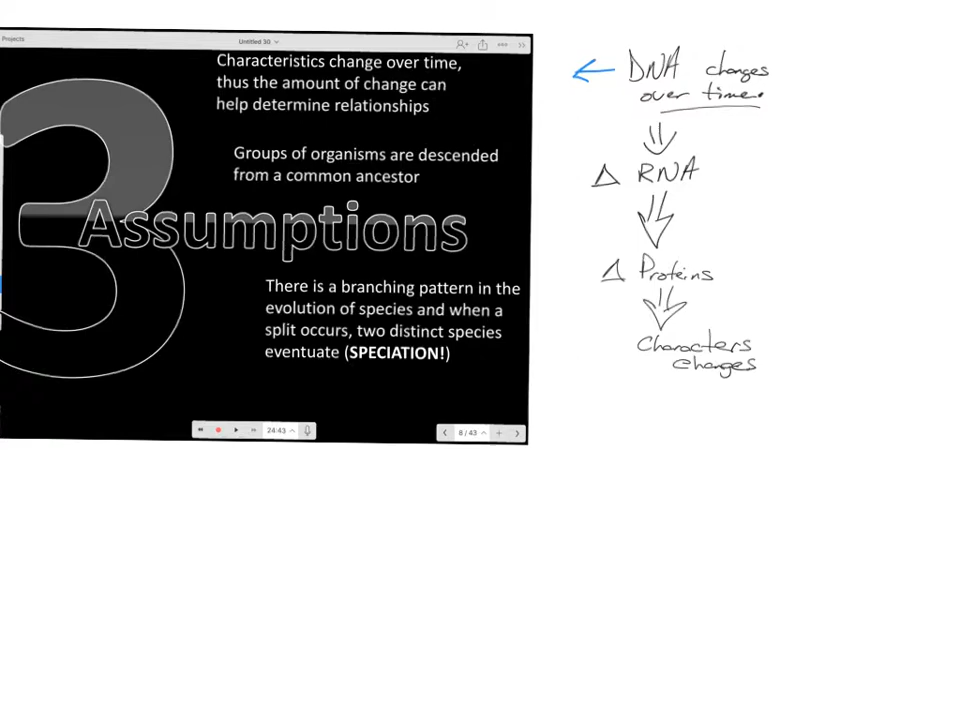 Projects
Untitled 30
Characteristics change over time,
thus the amount of change can
help determine relationships
Groups of organisms are descended
from a common ancestor
3
Assumptions
There is a branching pattern in the
evolution of species and when a
split occurs, two distinct species
eventuate (SPECIATION!)
24:43
8 / 43
DNA changes
over time.
Δ RNA
Δ Proteins
Characters
changes